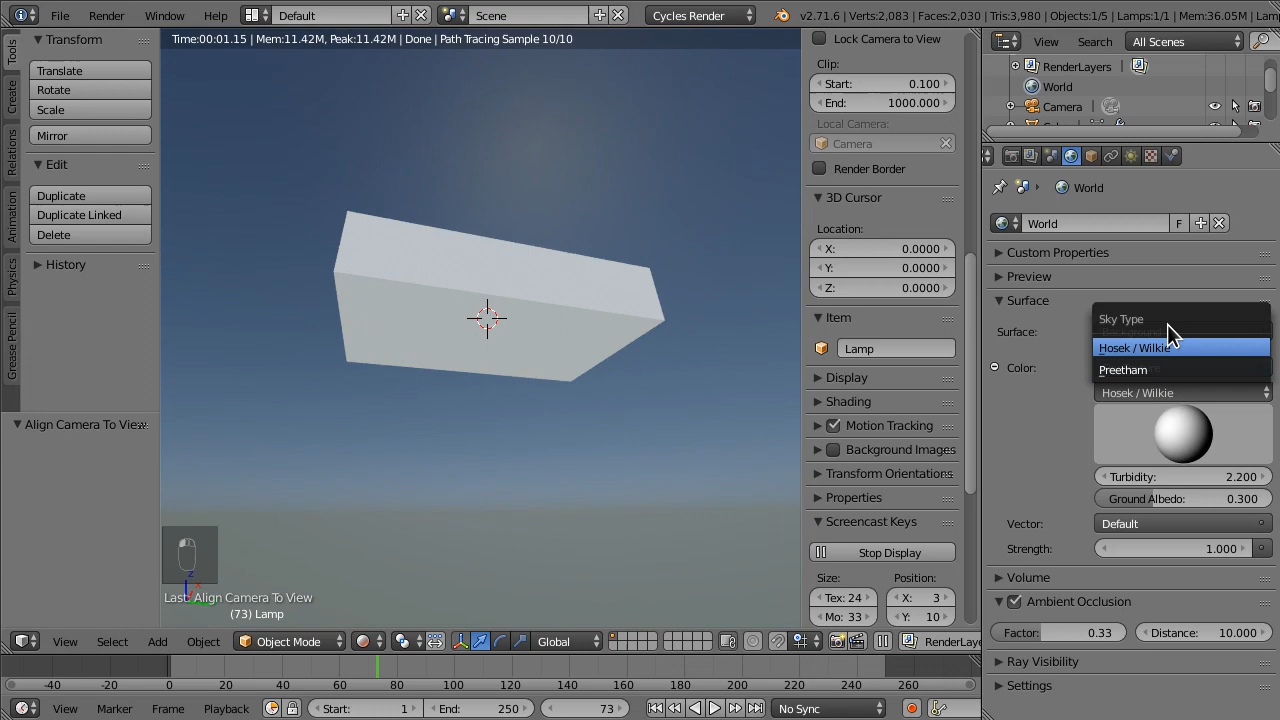 File
Render
Window
Help
Default
Scene
Cycles Render
v2.71.6 | Verts:2,083 | Faces:2,030 | Tris:3,980 | Objects:1/5 | Lamps:1/1 | Mem:36.05M | Lam
Time:00:01.15 | Mem:11.42M, Peak:11.42M | Done | Path Tracing Sample 10/10
Tools
Create
Relations
Animation
Physics
Grease Pencil
Transform
Translate
Rotate
Scale
Mirror
Edit
Duplicate
Duplicate Linked
Delete
History
Align Camera To View
Last: Align Camera To View
(73) Lamp
z
x
Lock Camera to View
Clip:
Start: 0.100
End: 1000.000
Local Camera:
Camera
Render Border
3D Cursor
Location:
X: 0.0000
Y: 0.0000
Z: 0.0000
Item
Lamp
Display
Shading
Motion Tracking
Background Images
Transform Orientations
Properties
Screencast Keys
Stop Display
Size:
Position:
Tex: 24
X: 3
Mo: 33
Y: 10
View
Search
All Scenes
RenderLayers
World
Camera
World
World
F
Custom Properties
Preview
Surface
Surface:
Sky Type
Hosek / Wilkie
Preetham
Color:
Hosek / Wilkie
Turbidity: 2.200
Ground Albedo: 0.300
Vector:
Default
Strength: 1.000
Volume
Ambient Occlusion
Factor: 0.33
Distance: 10.000
Ray Visibility
Settings
View
Select
Add
Object
Object Mode
Global
RenderLaye
-40 -20 0 20 40 60 80 100 120 140 160 180 200 220 240 260
View
Marker
Frame
Playback
Start: 1
End: 250
73
No Sync